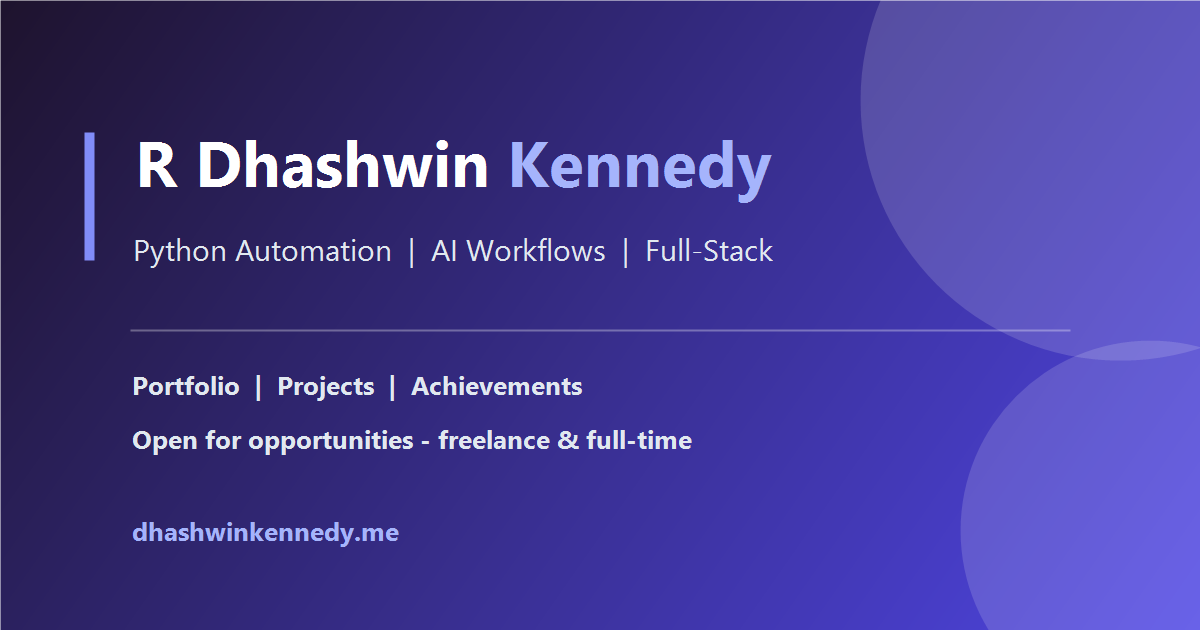 R Dhashwin Kennedy
Python Automation | AI Workflows | Full-Stack
Portfolio | Projects | Achievements
Open for opportunities - freelance & full-time
dhashwinkennedy.me